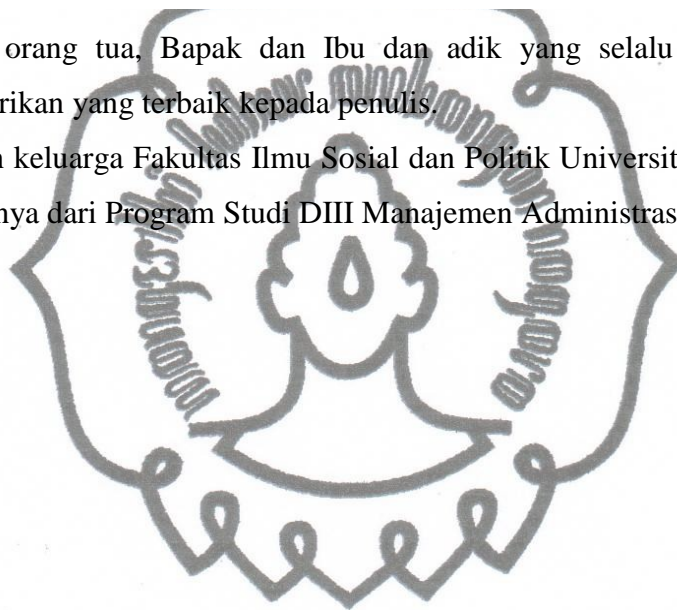 orang tua, Bapak dan Ibu dan adik yang selalu
rikan yang terbaik kepada penulis.
keluarga Fakultas Ilmu Sosial dan Politik Universit
nya dari Program Studi DIII Manajemen Administras